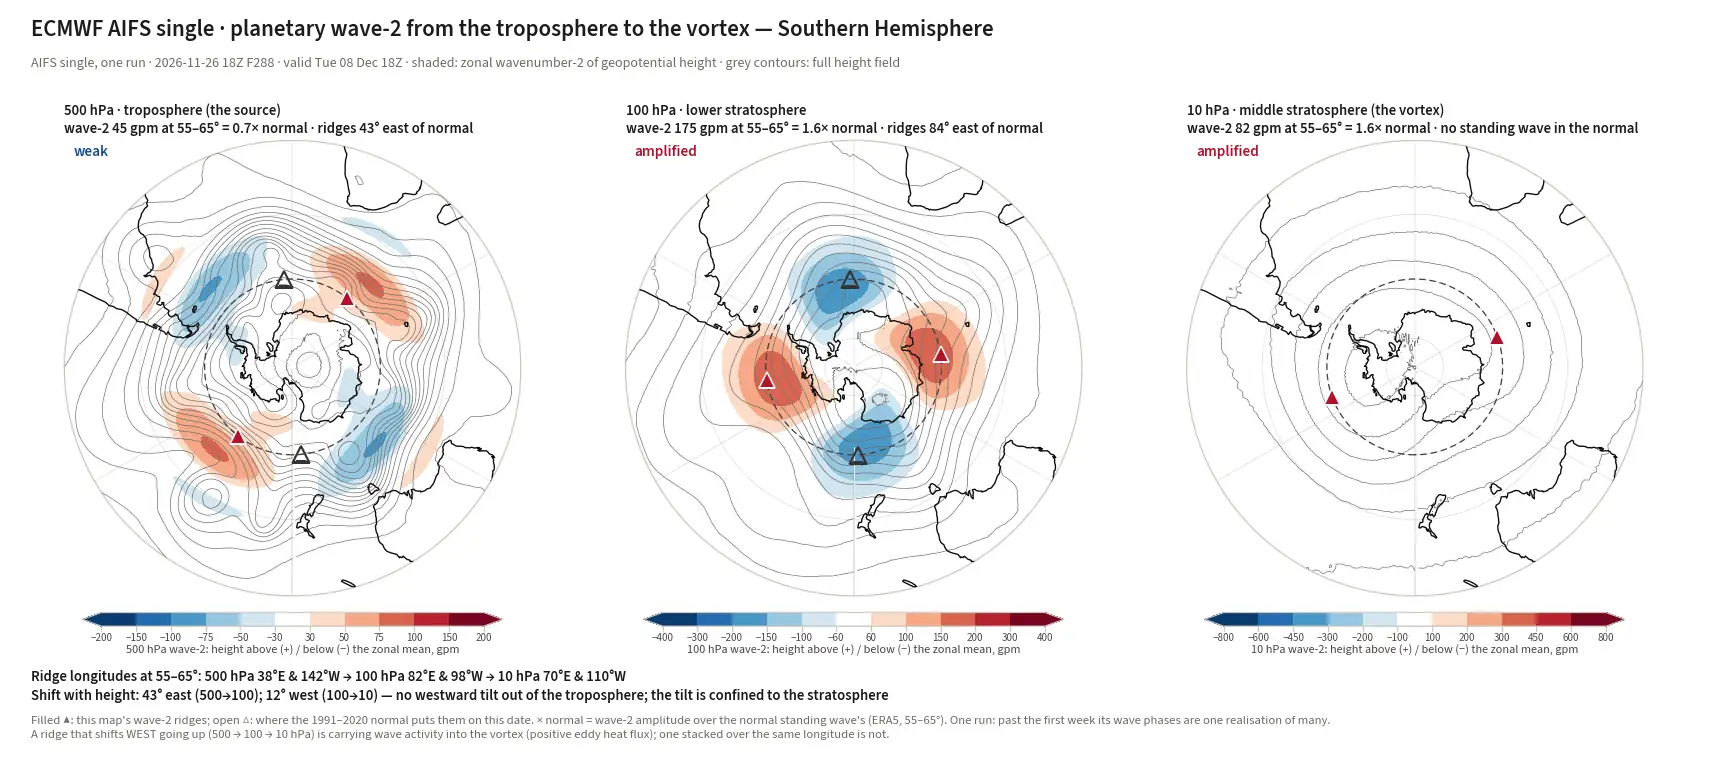 ECMWF AIFS single · planetary wave-2 from the troposphere to the vortex — Southern Hemisphere
AIFS single, one run · 2026-11-26 18Z F288 · valid Tue 08 Dec 18Z · shaded: zonal wavenumber-2 of geopotential height · grey contours: full height field
500 hPa · troposphere (the source)
wave-2 45 gpm at 55–65° = 0.7× normal · ridges 43° east of normal
weak
100 hPa · lower stratosphere
wave-2 175 gpm at 55–65° = 1.6× normal · ridges 84° east of normal
amplified
10 hPa · middle stratosphere (the vortex)
wave-2 82 gpm at 55–65° = 1.6× normal · no standing wave in the normal
amplified
−200 −150 −100 −75 −50 −30 30 50 75 100 150 200
500 hPa wave-2: height above (+) / below (−) the zonal mean, gpm
−400 −300 −200 −150 −100 −60 60 100 150 200 300 400
100 hPa wave-2: height above (+) / below (−) the zonal mean, gpm
−800 −600 −450 −300 −200 −100 100 200 300 450 600 800
10 hPa wave-2: height above (+) / below (−) the zonal mean, gpm
Ridge longitudes at 55–65°: 500 hPa 38°E & 142°W → 100 hPa 82°E & 98°W → 10 hPa 70°E & 110°W
Shift with height: 43° east (500→100); 12° west (100→10) — no westward tilt out of the troposphere; the tilt is confined to the stratosphere
Filled ▲: this map's wave-2 ridges; open △: where the 1991–2020 normal puts them on this date. × normal = wave-2 amplitude over the normal standing wave's (ERA5, 55–65°). One run: past the first week its wave phases are one realisation of many.
A ridge that shifts WEST going up (500 → 100 → 10 hPa) is carrying wave activity into the vortex (positive eddy heat flux); one stacked over the same longitude is not.